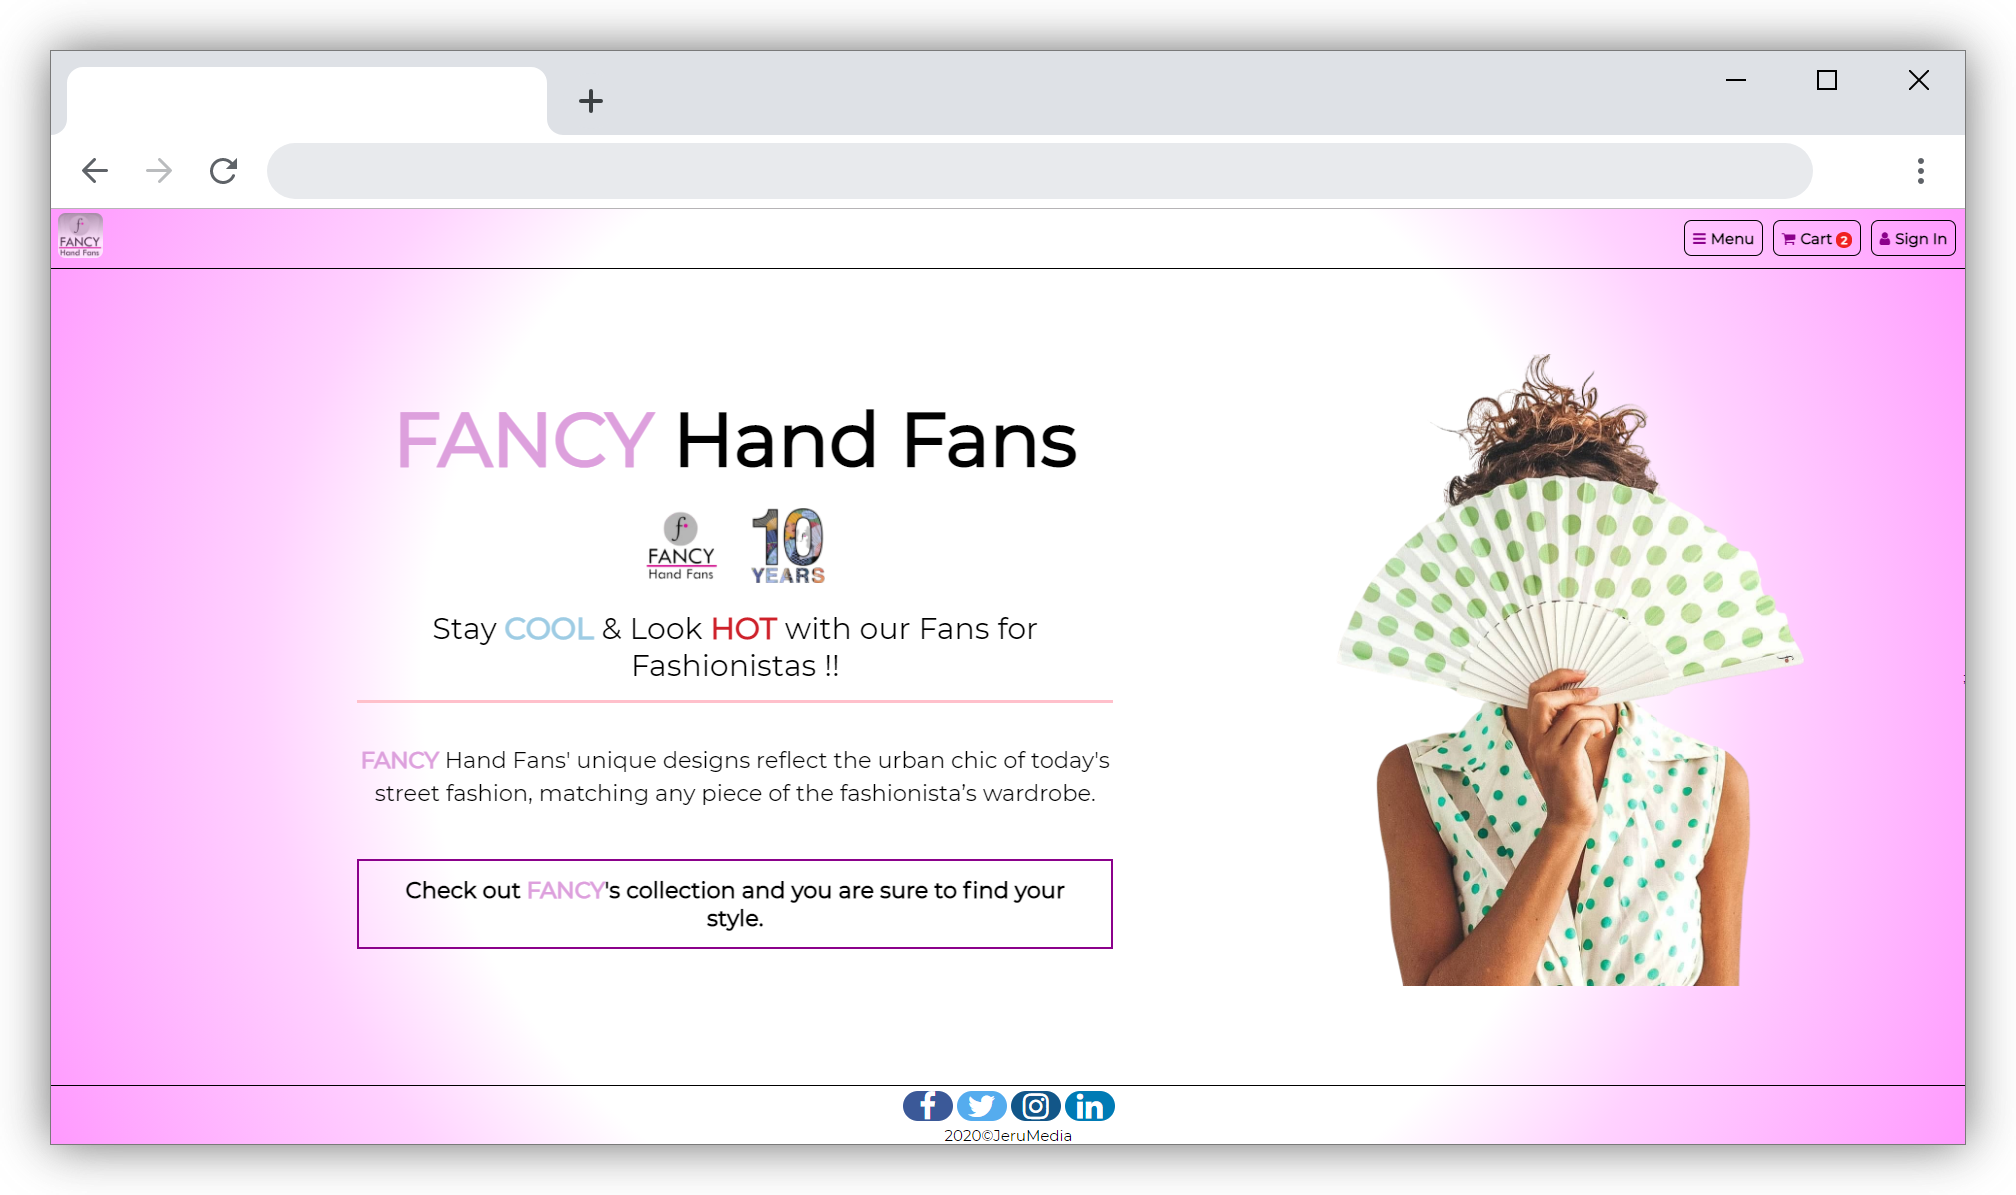 f
FANCY
Hand Fans
Menu
Cart 2
Sign In
FANCY Hand Fans
f
FANCY
Hand Fans
10
YEARS
Stay COOL & Look HOT with our Fans for
Fashionistas !!
FANCY Hand Fans' unique designs reflect the urban chic of today's
street fashion, matching any piece of the fashionista’s wardrobe.
Check out FANCY's collection and you are sure to find your
style.
f
in
2020©JeruMedia